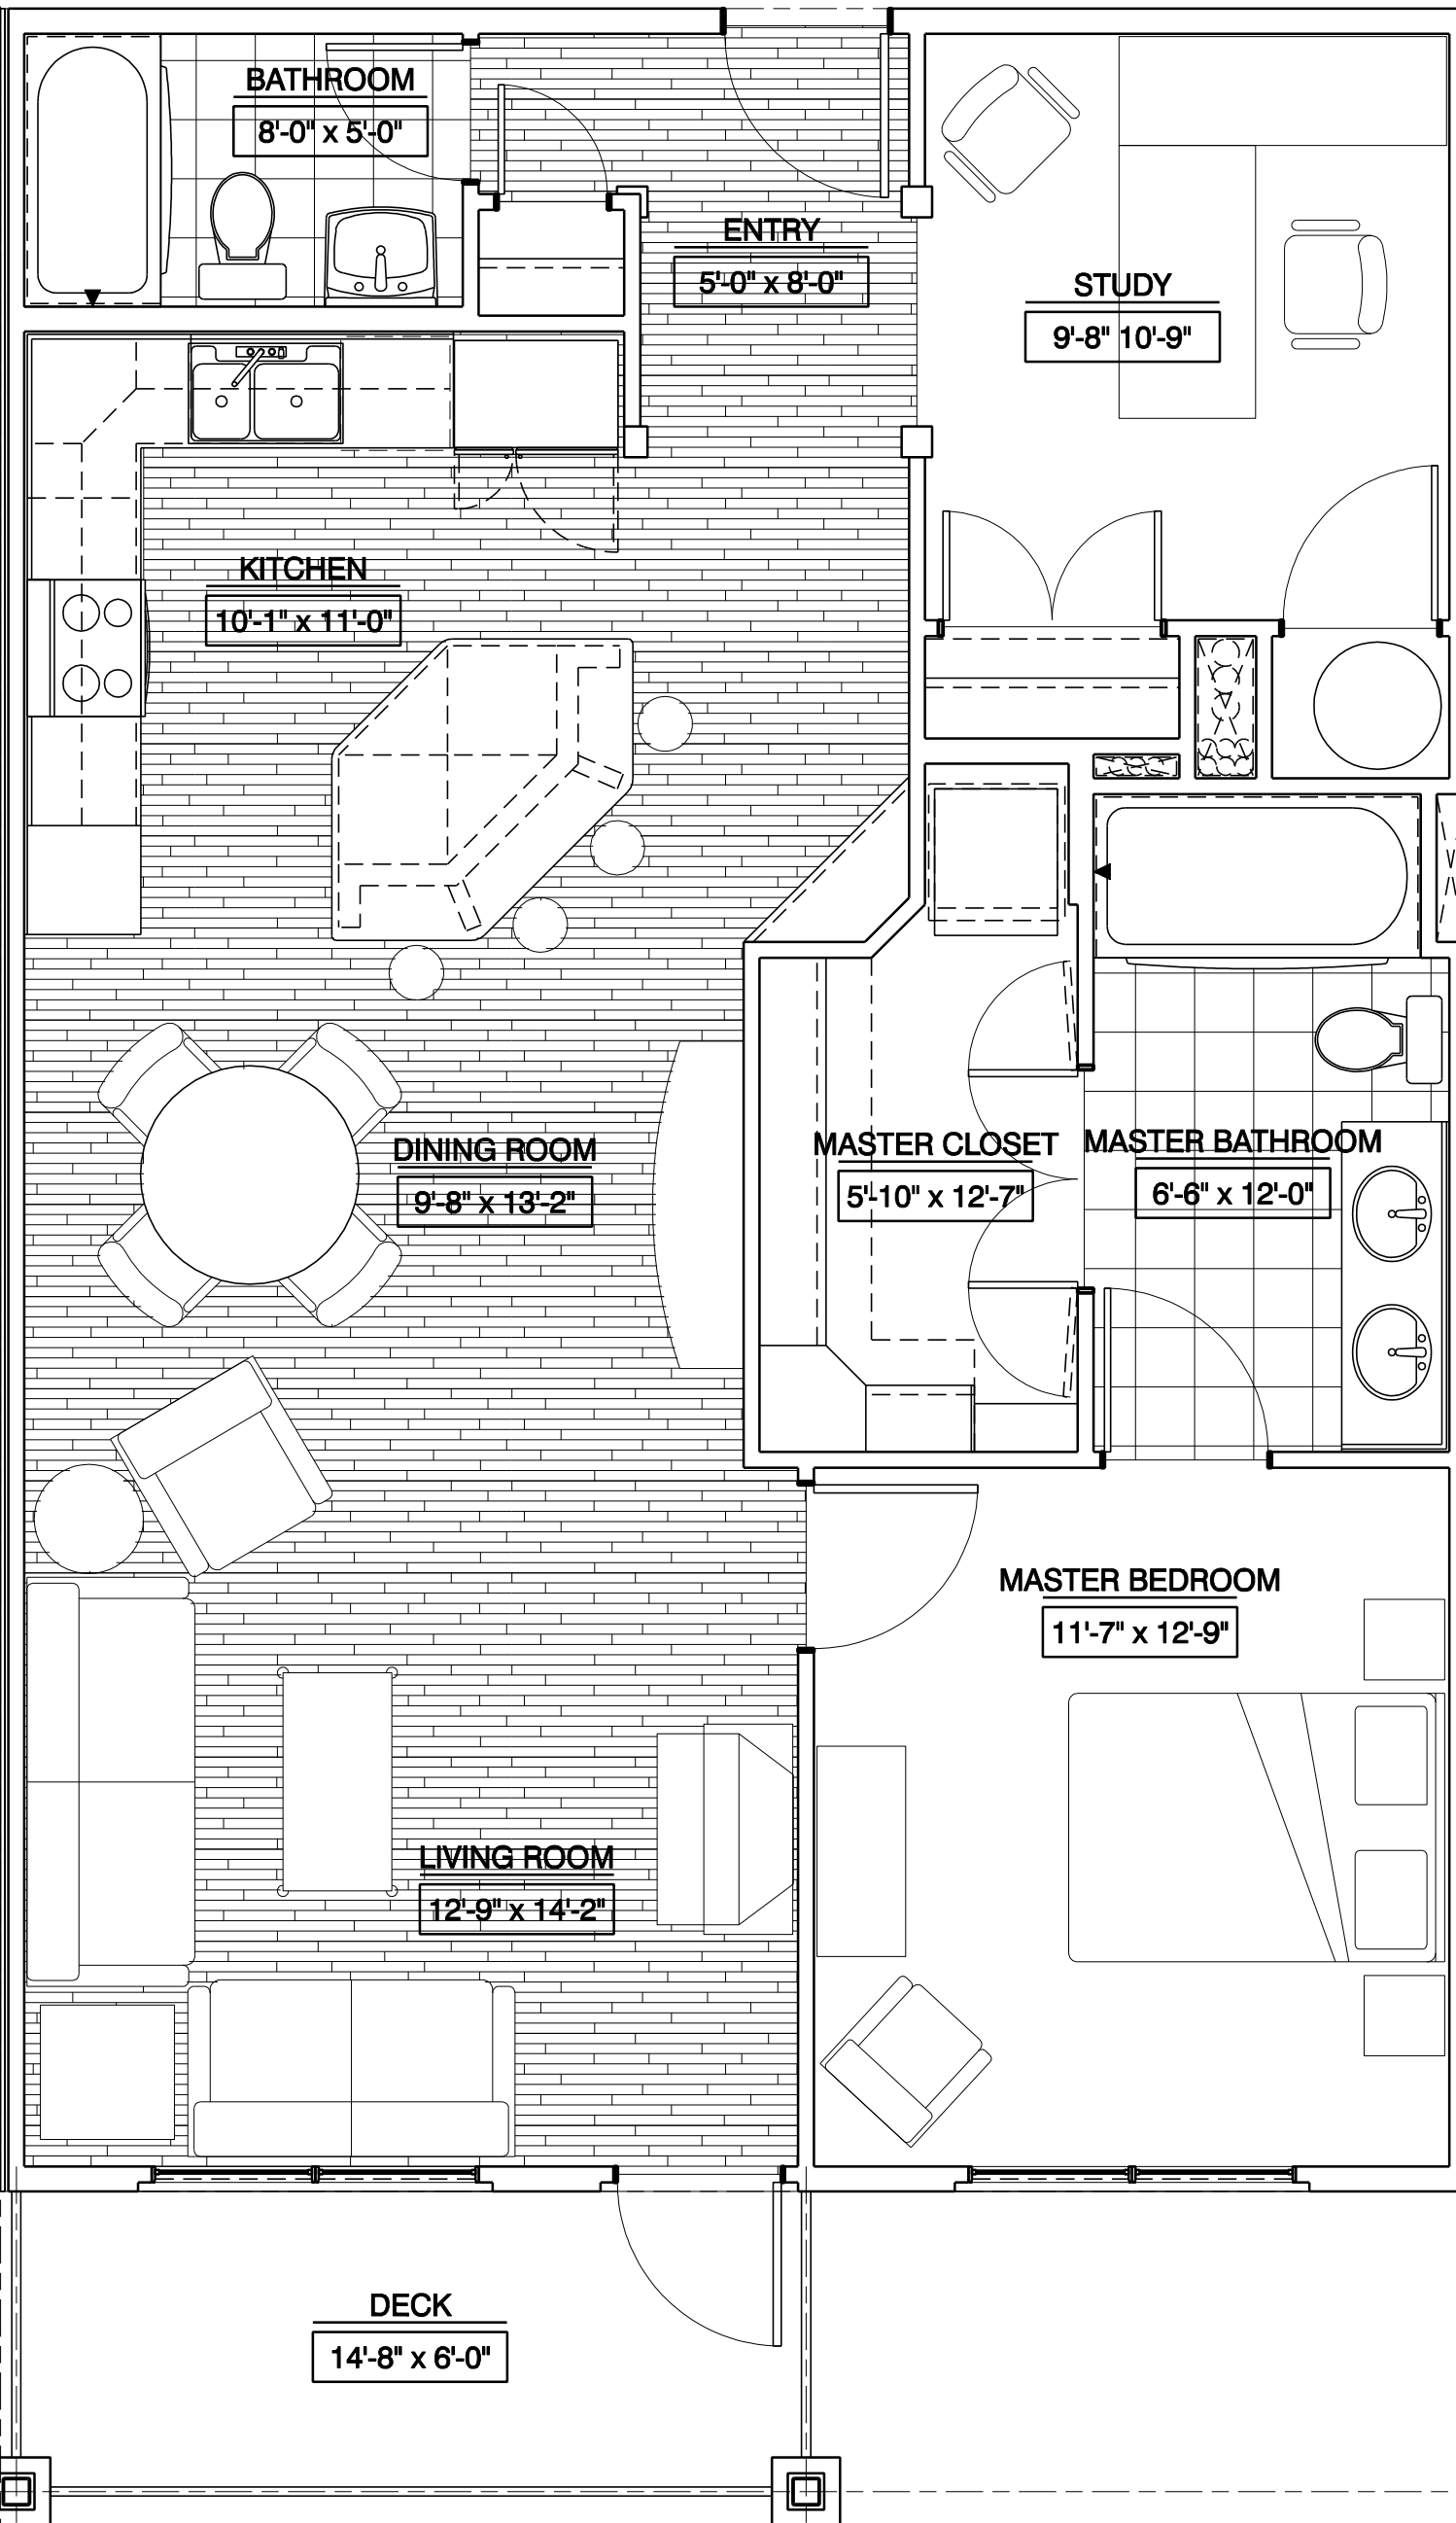 BATHROOM
8'-0" x 5'-0"
ENTRY
5'-0" x 8'-0"
STUDY
9'-8" 10'-9"
KITCHEN
10'-1" x 11'-0"
DINING ROOM
9'-8" x 13'-2"
MASTER CLOSET
5'-10" x 12'-7"
MASTER BATHROOM
6'-6" x 12'-0"
MASTER BEDROOM
11'-7" x 12'-9"
LIVING ROOM
12'-9" x 14'-2"
DECK
14'-8" x 6'-0"